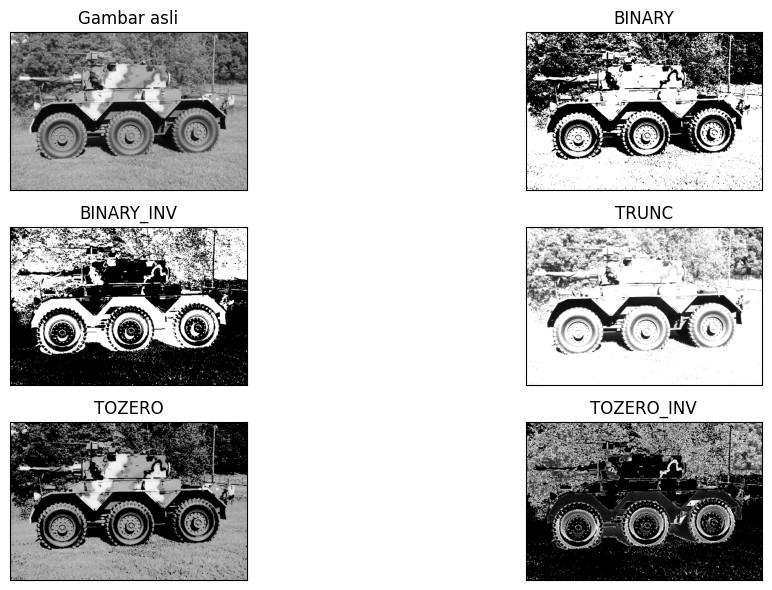 Gambar asli
BINARY
BINARY_INV
TRUNC
TOZERO
TOZERO_INV